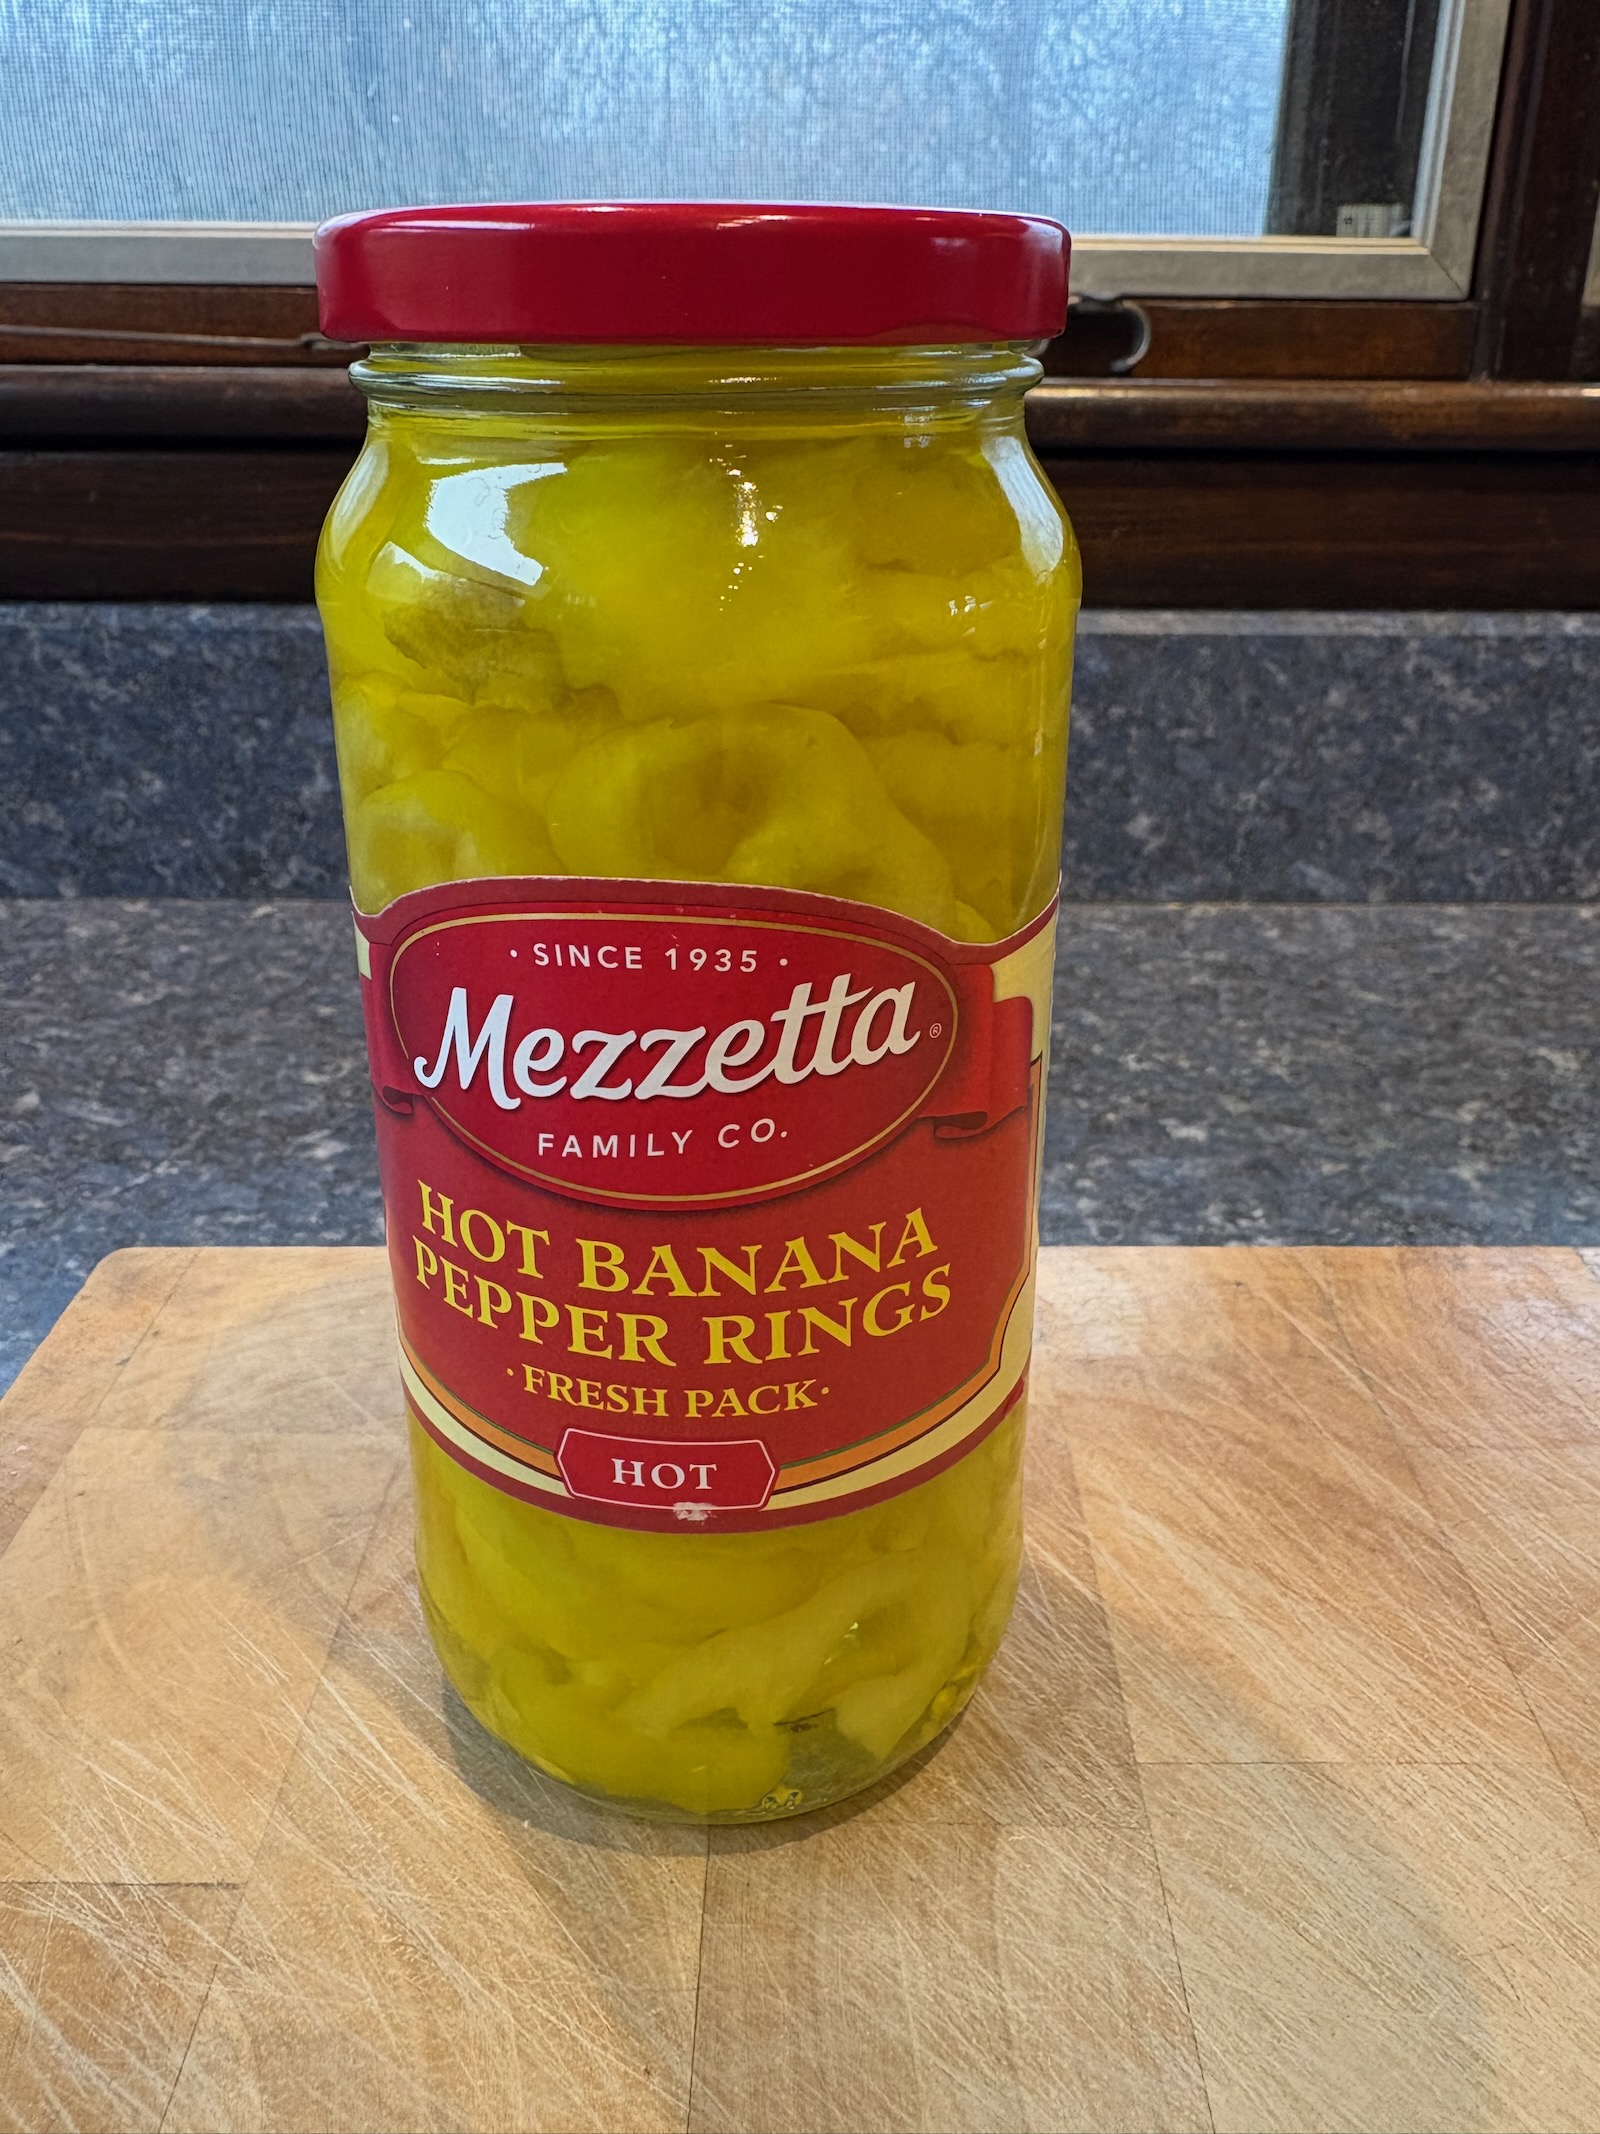 · SINCE 1935 ·
Mezzetta®
FAMILY CO.
HOT BANANA
PEPPER RINGS
· FRESH PACK ·
HOT